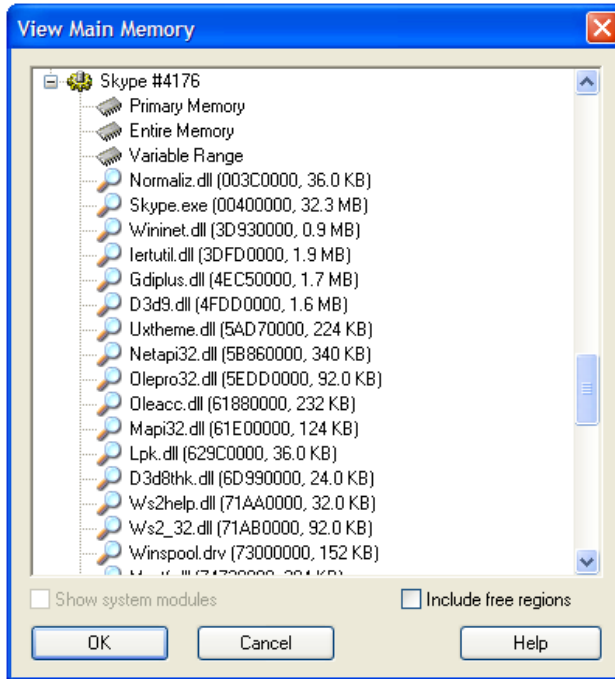 View Main Memory
Skype #4176
Primary Memory
Entire Memory
Variable Range
Normaliz.dll (003C0000, 36.0 KB)
Skype.exe (00400000, 32.3 MB)
Wininet.dll (3D930000, 0.9 MB)
Iertutil.dll (3DFD0000, 1.9 MB)
Gdiplus.dll (4EC50000, 1.7 MB)
D3d9.dll (4FDD0000, 1.6 MB)
Uxtheme.dll (5AD70000, 224 KB)
Netapi32.dll (5B860000, 340 KB)
Olepro32.dll (5EDD0000, 92.0 KB)
Oleacc.dll (61880000, 232 KB)
Mapi32.dll (61E00000, 124 KB)
Lpk.dll (629C0000, 36.0 KB)
D3d8thk.dll (6D990000, 24.0 KB)
Ws2help.dll (71AA0000, 32.0 KB)
Ws2_32.dll (71AB0000, 92.0 KB)
Winspool.drv (73000000, 152 KB)
Show system modules
Include free regions
OK
Cancel
Help